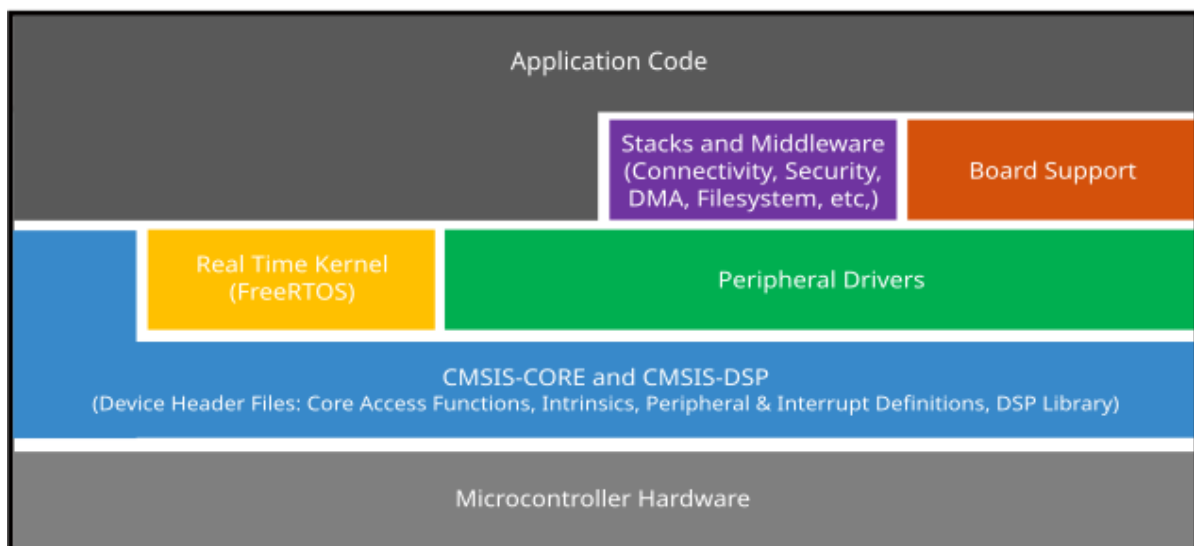 Application Code
Stacks and Middleware
(Connectivity, Security,
DMA, Filesystem, etc,)
Board Support
Real Time Kernel
(FreeRTOS)
Peripheral Drivers
CMSIS-CORE and CMSIS-DSP
(Device Header Files: Core Access Functions, Intrinsics, Peripheral & Interrupt Definitions, DSP Library)
Microcontroller Hardware